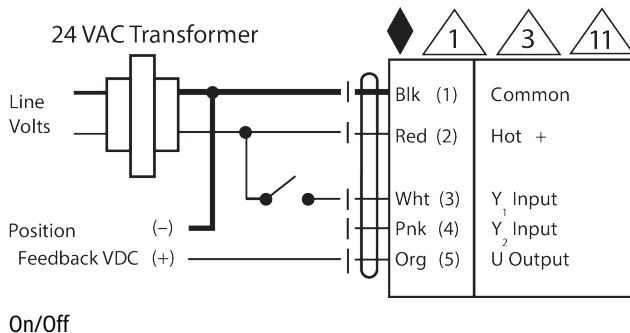 24 VAC Transformer
1 3 11
Line
Volts
Blk (1) Common
Red (2) Hot +
Wht (3) Y1 Input
Pnk (4) Y2 Input
Org (5) U Output
Position (–)
Feedback VDC (+)
On/Off